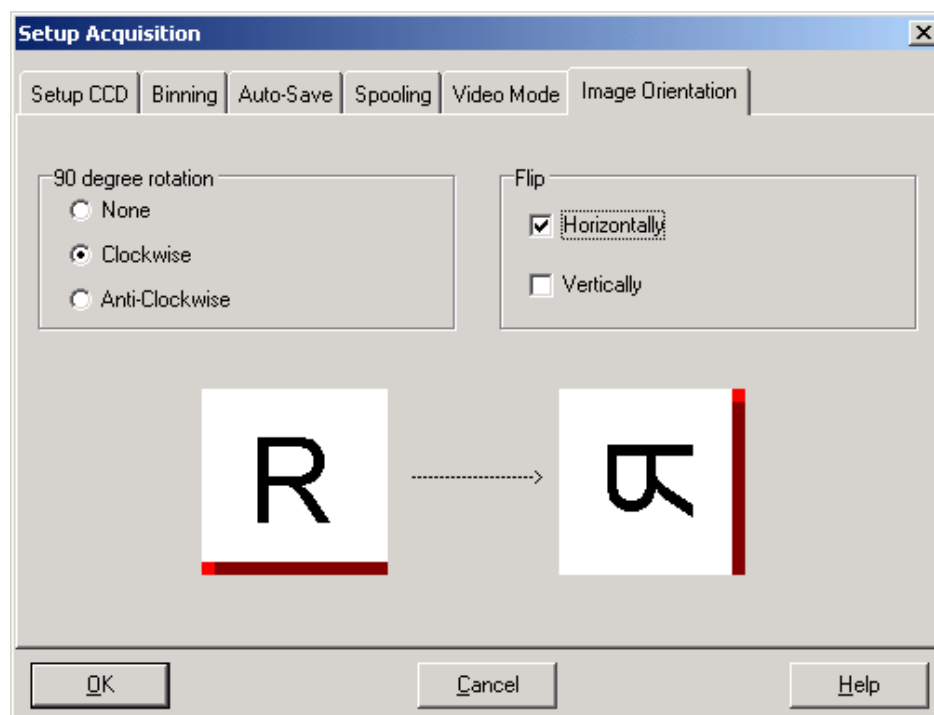 Setup Acquisition
Setup CCD Binning Auto-Save Spooling Video Mode Image Orientation
90 degree rotation Flip
None Horizontally
Clockwise Vertically
Anti-Clockwise
R R
OK Cancel Help